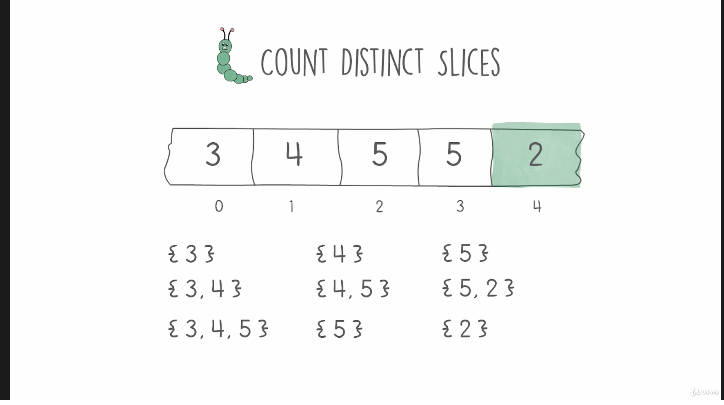 COUNT DISTINCT SLICES
3 4 5 5 2
0 1 2 3 4
{3} {4} {5}
{3,4} {4,5} {5,2}
{3,4,5} {5} {2}